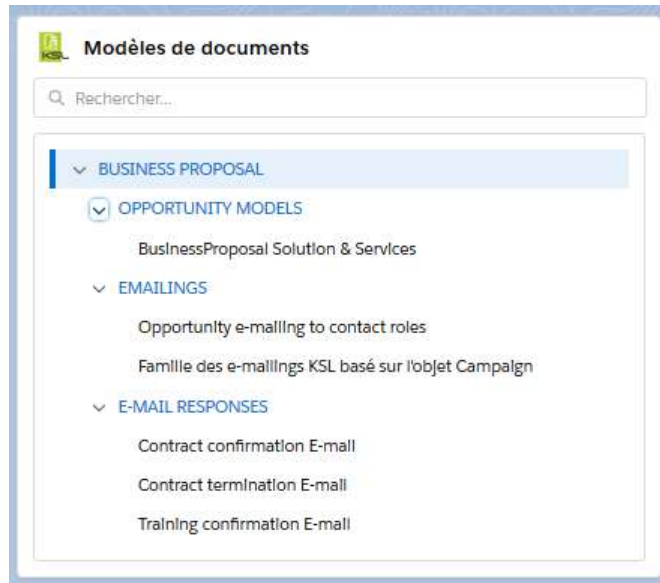 KSL
Modèles de documents
Rechercher...
BUSINESS PROPOSAL
OPPORTUNITY MODELS
BusinessProposal Solution & Services
EMAILINGS
Opportunity e-mailing to contact roles
Famille des e-mailings KSL basé sur l'objet Campaign
E-MAIL RESPONSES
Contract confirmation E-mail
Contract termination E-mail
Training confirmation E-mail